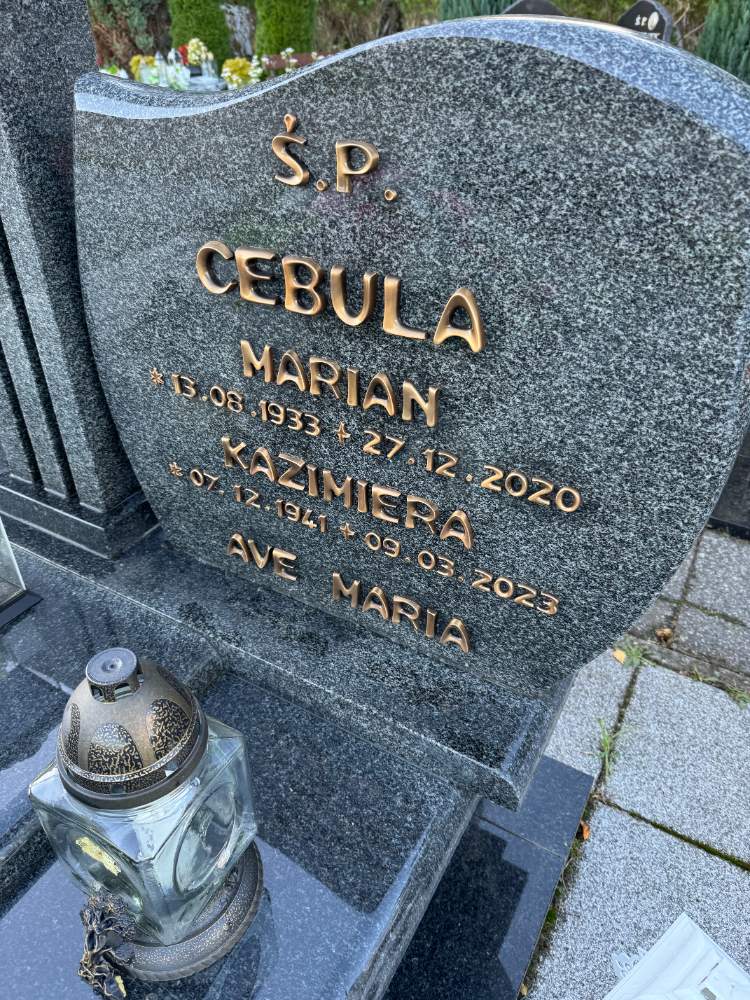 Ś.P.
CEBULA
MARIAN
* 13.08.1933 + 27.12.2020
KAZIMIERA
* 07.12.1941 + 09.03.2023
AVE MARIA
ś.p.